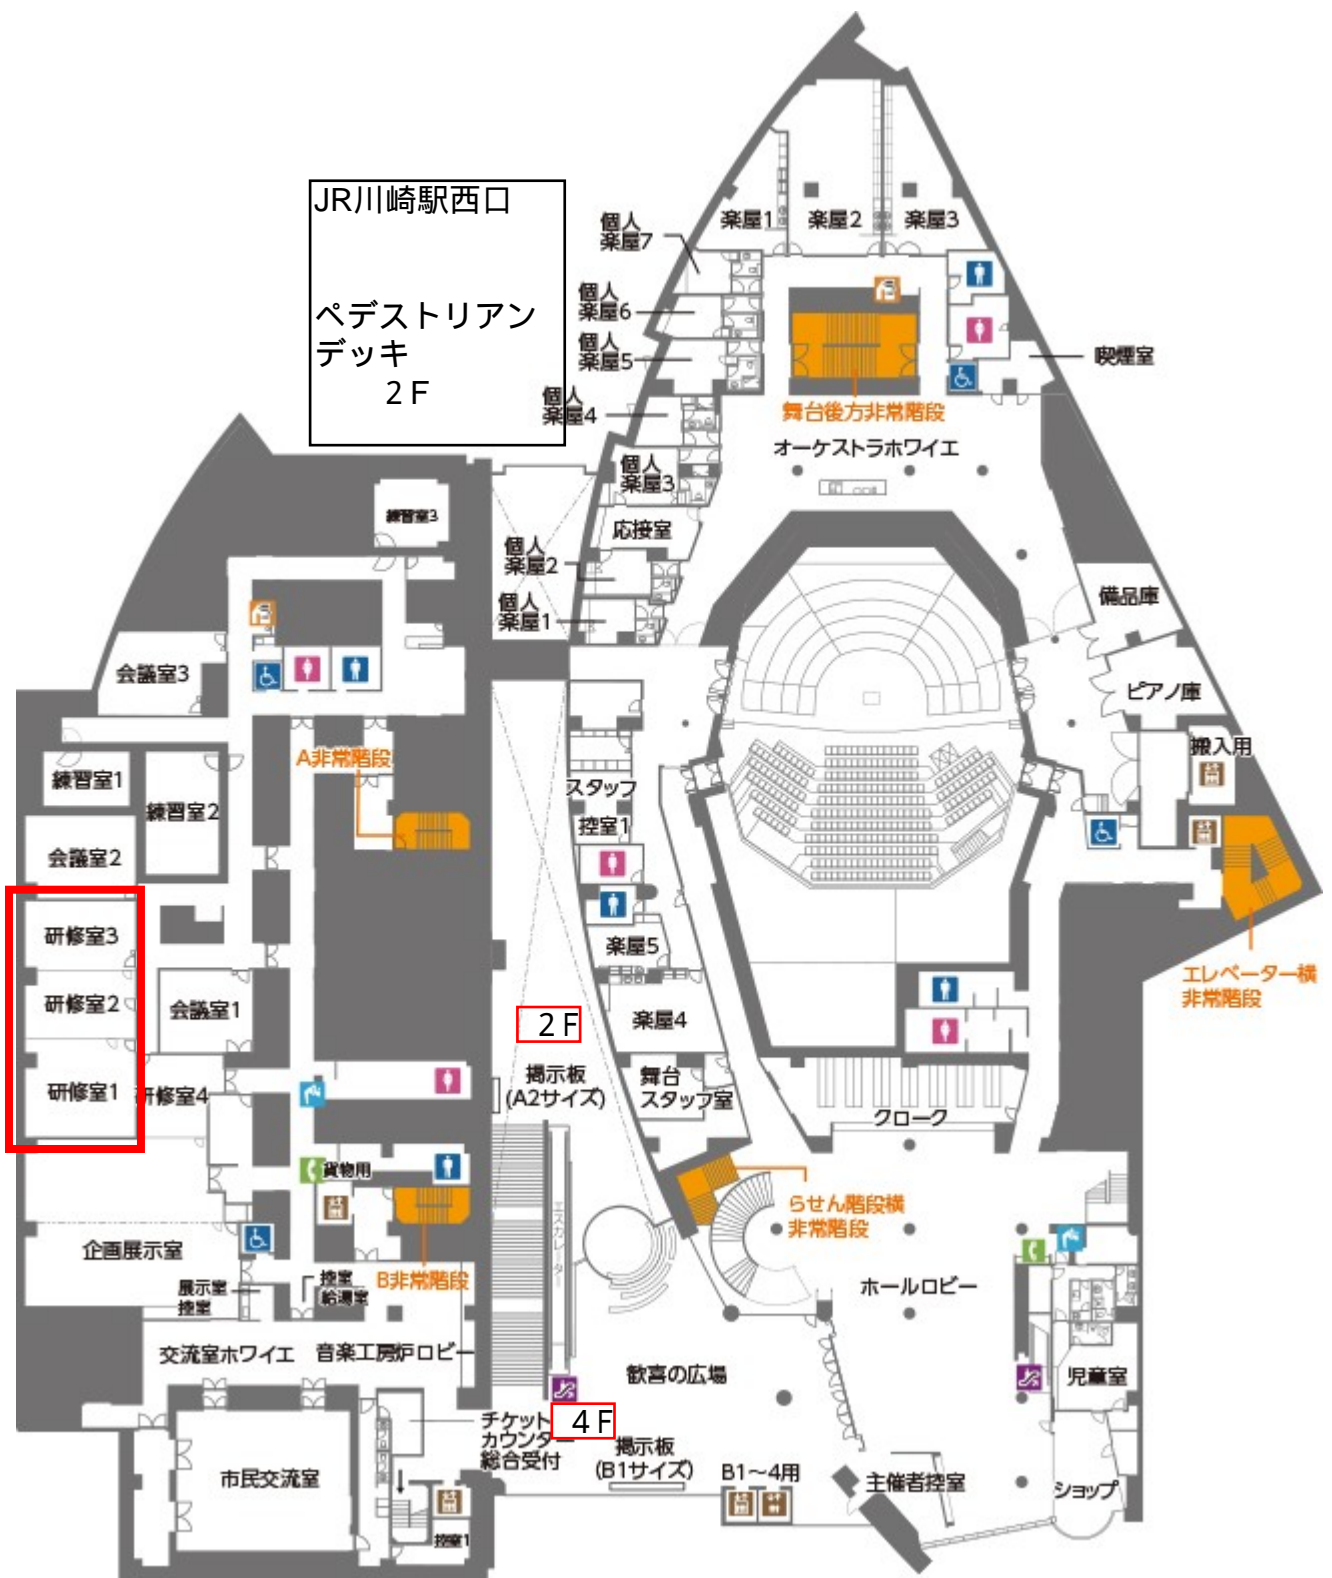 JR川崎駅西口
ペデストリアン
デッキ
２F
個人
楽屋7
個人
楽屋6
個人
楽屋5
個人
楽屋4
個人
楽屋3
応接室
個人
楽屋2
個人
楽屋1
楽屋1
楽屋2
楽屋3
喫煙室
舞台後方非常階段
オーケストラホワイエ
備品庫
ピアノ庫
搬入用
エレベーター横
非常階段
練習室3
会議室3
A非常階段
練習室1
練習室2
会議室2
研修室3
研修室2
研修室1
会議室1
研修室4
スタッフ
控室1
楽屋5
楽屋4
舞台
スタッフ室
２F
掲示板
(A2サイズ)
クローク
貨物用
エスカレーター
らせん階段横
非常階段
企画展示室
展示室
控室
控室
給湯室
B非常階段
ホールロビー
交流室ホワイエ
音楽工房炉ロビー
歓喜の広場
児童室
チケット
カウンター
総合受付
４F
掲示板
(B1サイズ)
B1～4用
主催者控室
ショップ
市民交流室
控室1